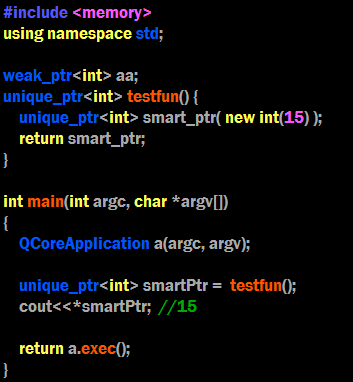 #include <memory>
using namespace std;
weak_ptr<int> aa;
unique_ptr<int> testfun() {
unique_ptr<int> smart_ptr( new int(15) );
return smart_ptr;
}
int main(int argc, char *argv[])
{
QCoreApplication a(argc, argv);
unique_ptr<int> smartPtr = testfun();
cout<<*smartPtr; //15
return a.exec();
}